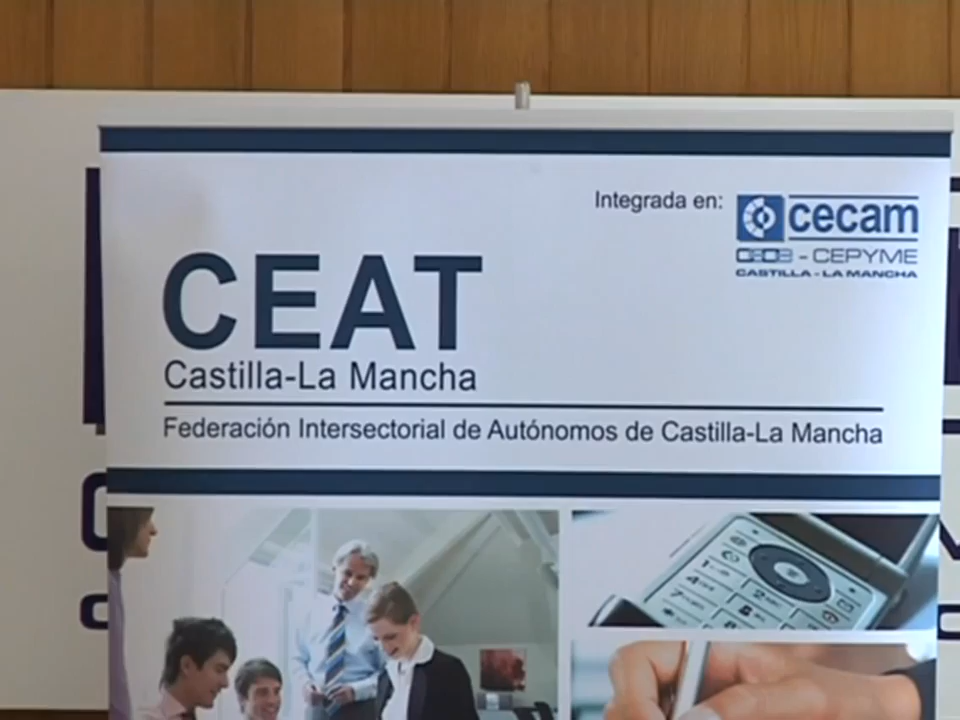 Integrada en:
cecam
CEOE - CEPYME
CASTILLA - LA MANCHA
CEAT
Castilla-La Mancha
Federación Intersectorial de Autónomos de Castilla-La Mancha